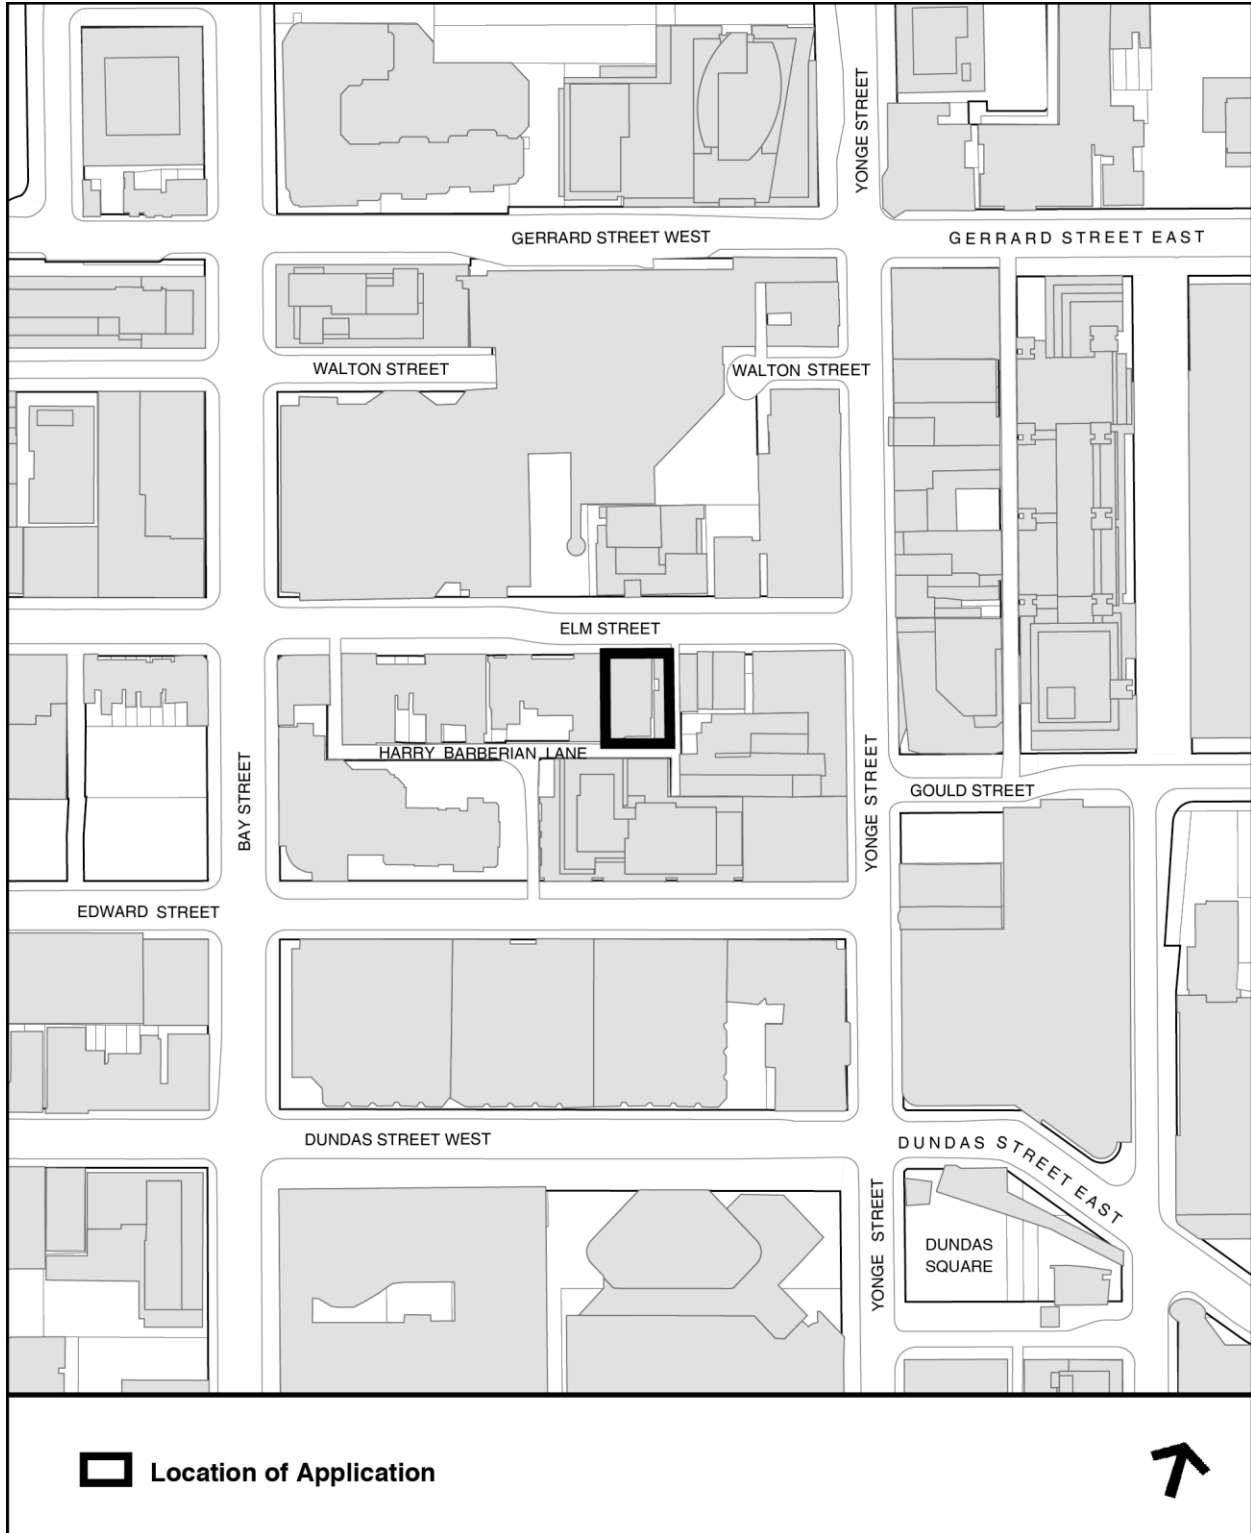 YONGE STREET
GERRARD STREET WEST
GERRARD STREET EAST
WALTON STREET
WALTON STREET
ELM STREET
HARRY BARBERIAN LANE
BAY STREET
YONGE STREET
GOULD STREET
EDWARD STREET
DUNDAS STREET WEST
DUNDAS STREET EAST
YONGE STREET
DUNDAS
SQUARE
Location of Application